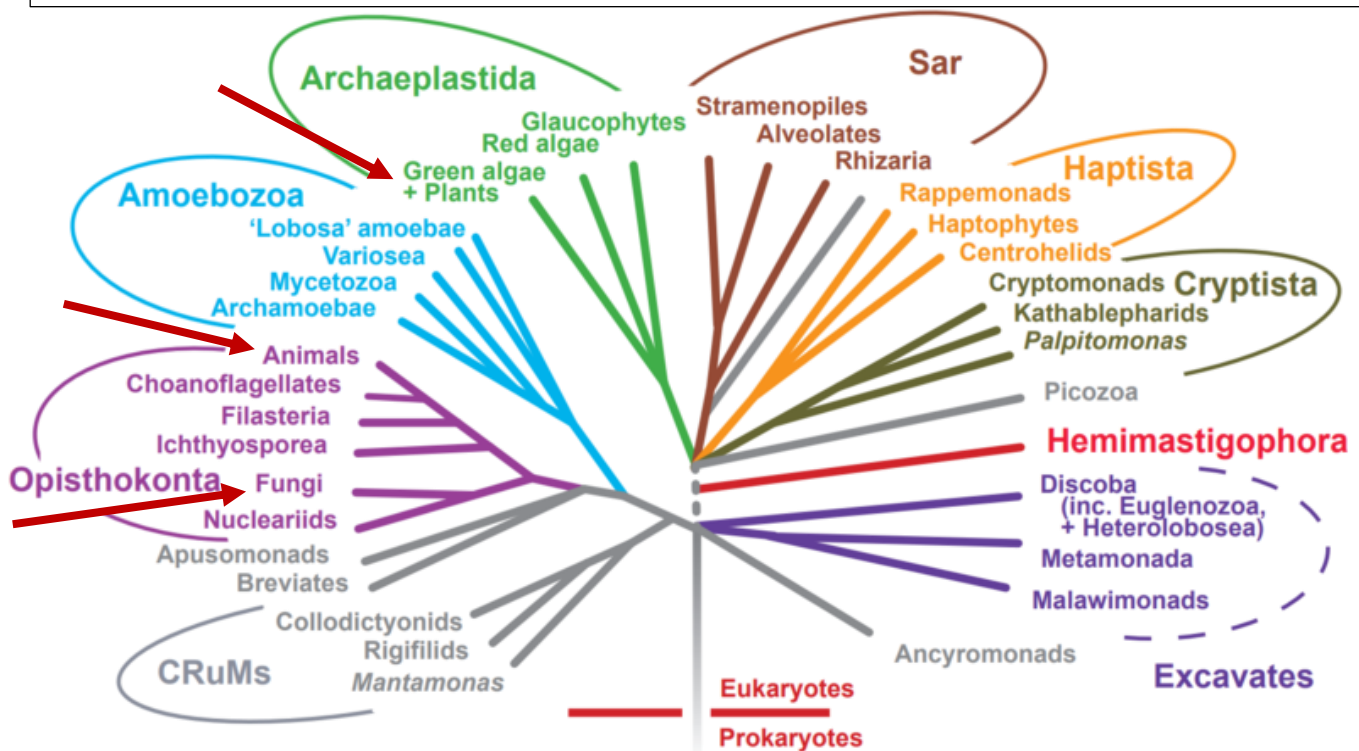 Archaeplastida
Glaucophytes
Red algae
Green algae
+ Plants
Amoebozoa
‘Lobosa’ amoebae
Variosea
Mycetozoa
Archamoebae
Animals
Choanoflagellates
Filasteria
Ichthyosporea
Opisthokonta
Fungi
Nucleariids
Apusomonads
Breviates
Collodictyonids
Rigifilids
CRuMs
Mantamonas
Sar
Stramenopiles
Alveolates
Rhizaria
Haptista
Rappemonads
Haptophytes
Centrohelids
Cryptomonads
Cryptista
Kathablepharids
Palpitomonas
Picozoa
Hemimastigophora
Discoba
(inc. Euglenozoa,
+ Heterolobosea)
Metamonada
Malawimonads
Ancyromonads
Excavates
Eukaryotes
Prokaryotes